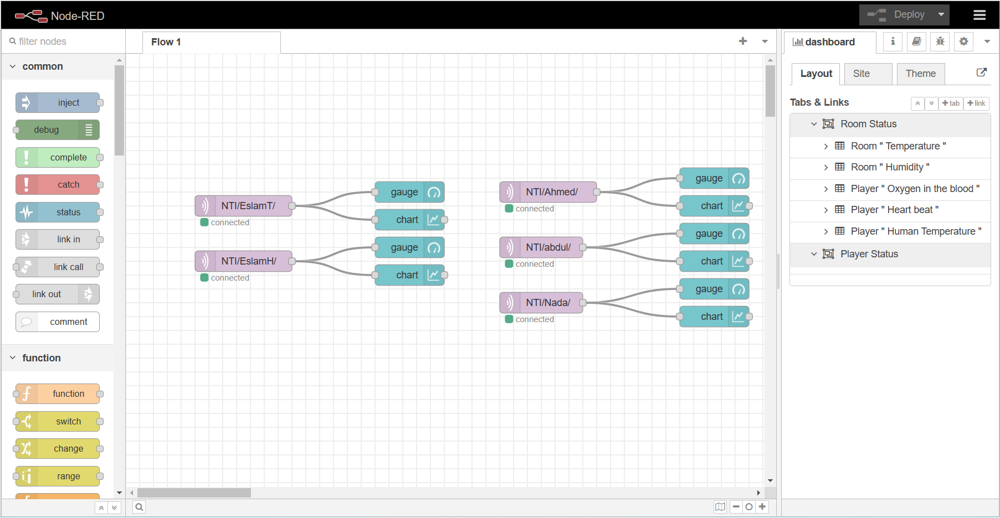 Node-RED
Deploy
filter nodes
Flow 1
dashboard
common
inject
debug
complete
catch
status
link in
link call
link out
comment
function
function
switch
change
range
NTI/EslamT/
connected
gauge
chart
NTI/EslamH/
connected
gauge
chart
NTI/Ahmed/
connected
gauge
chart
NTI/abdul/
connected
gauge
chart
NTI/Nada/
connected
gauge
chart
Layout
Site
Theme
Tabs & Links
tab
link
Room Status
Room " Temperature "
Room " Humidity "
Player " Oxygen in the blood "
Player " Heart beat "
Player " Human Temperature "
Player Status